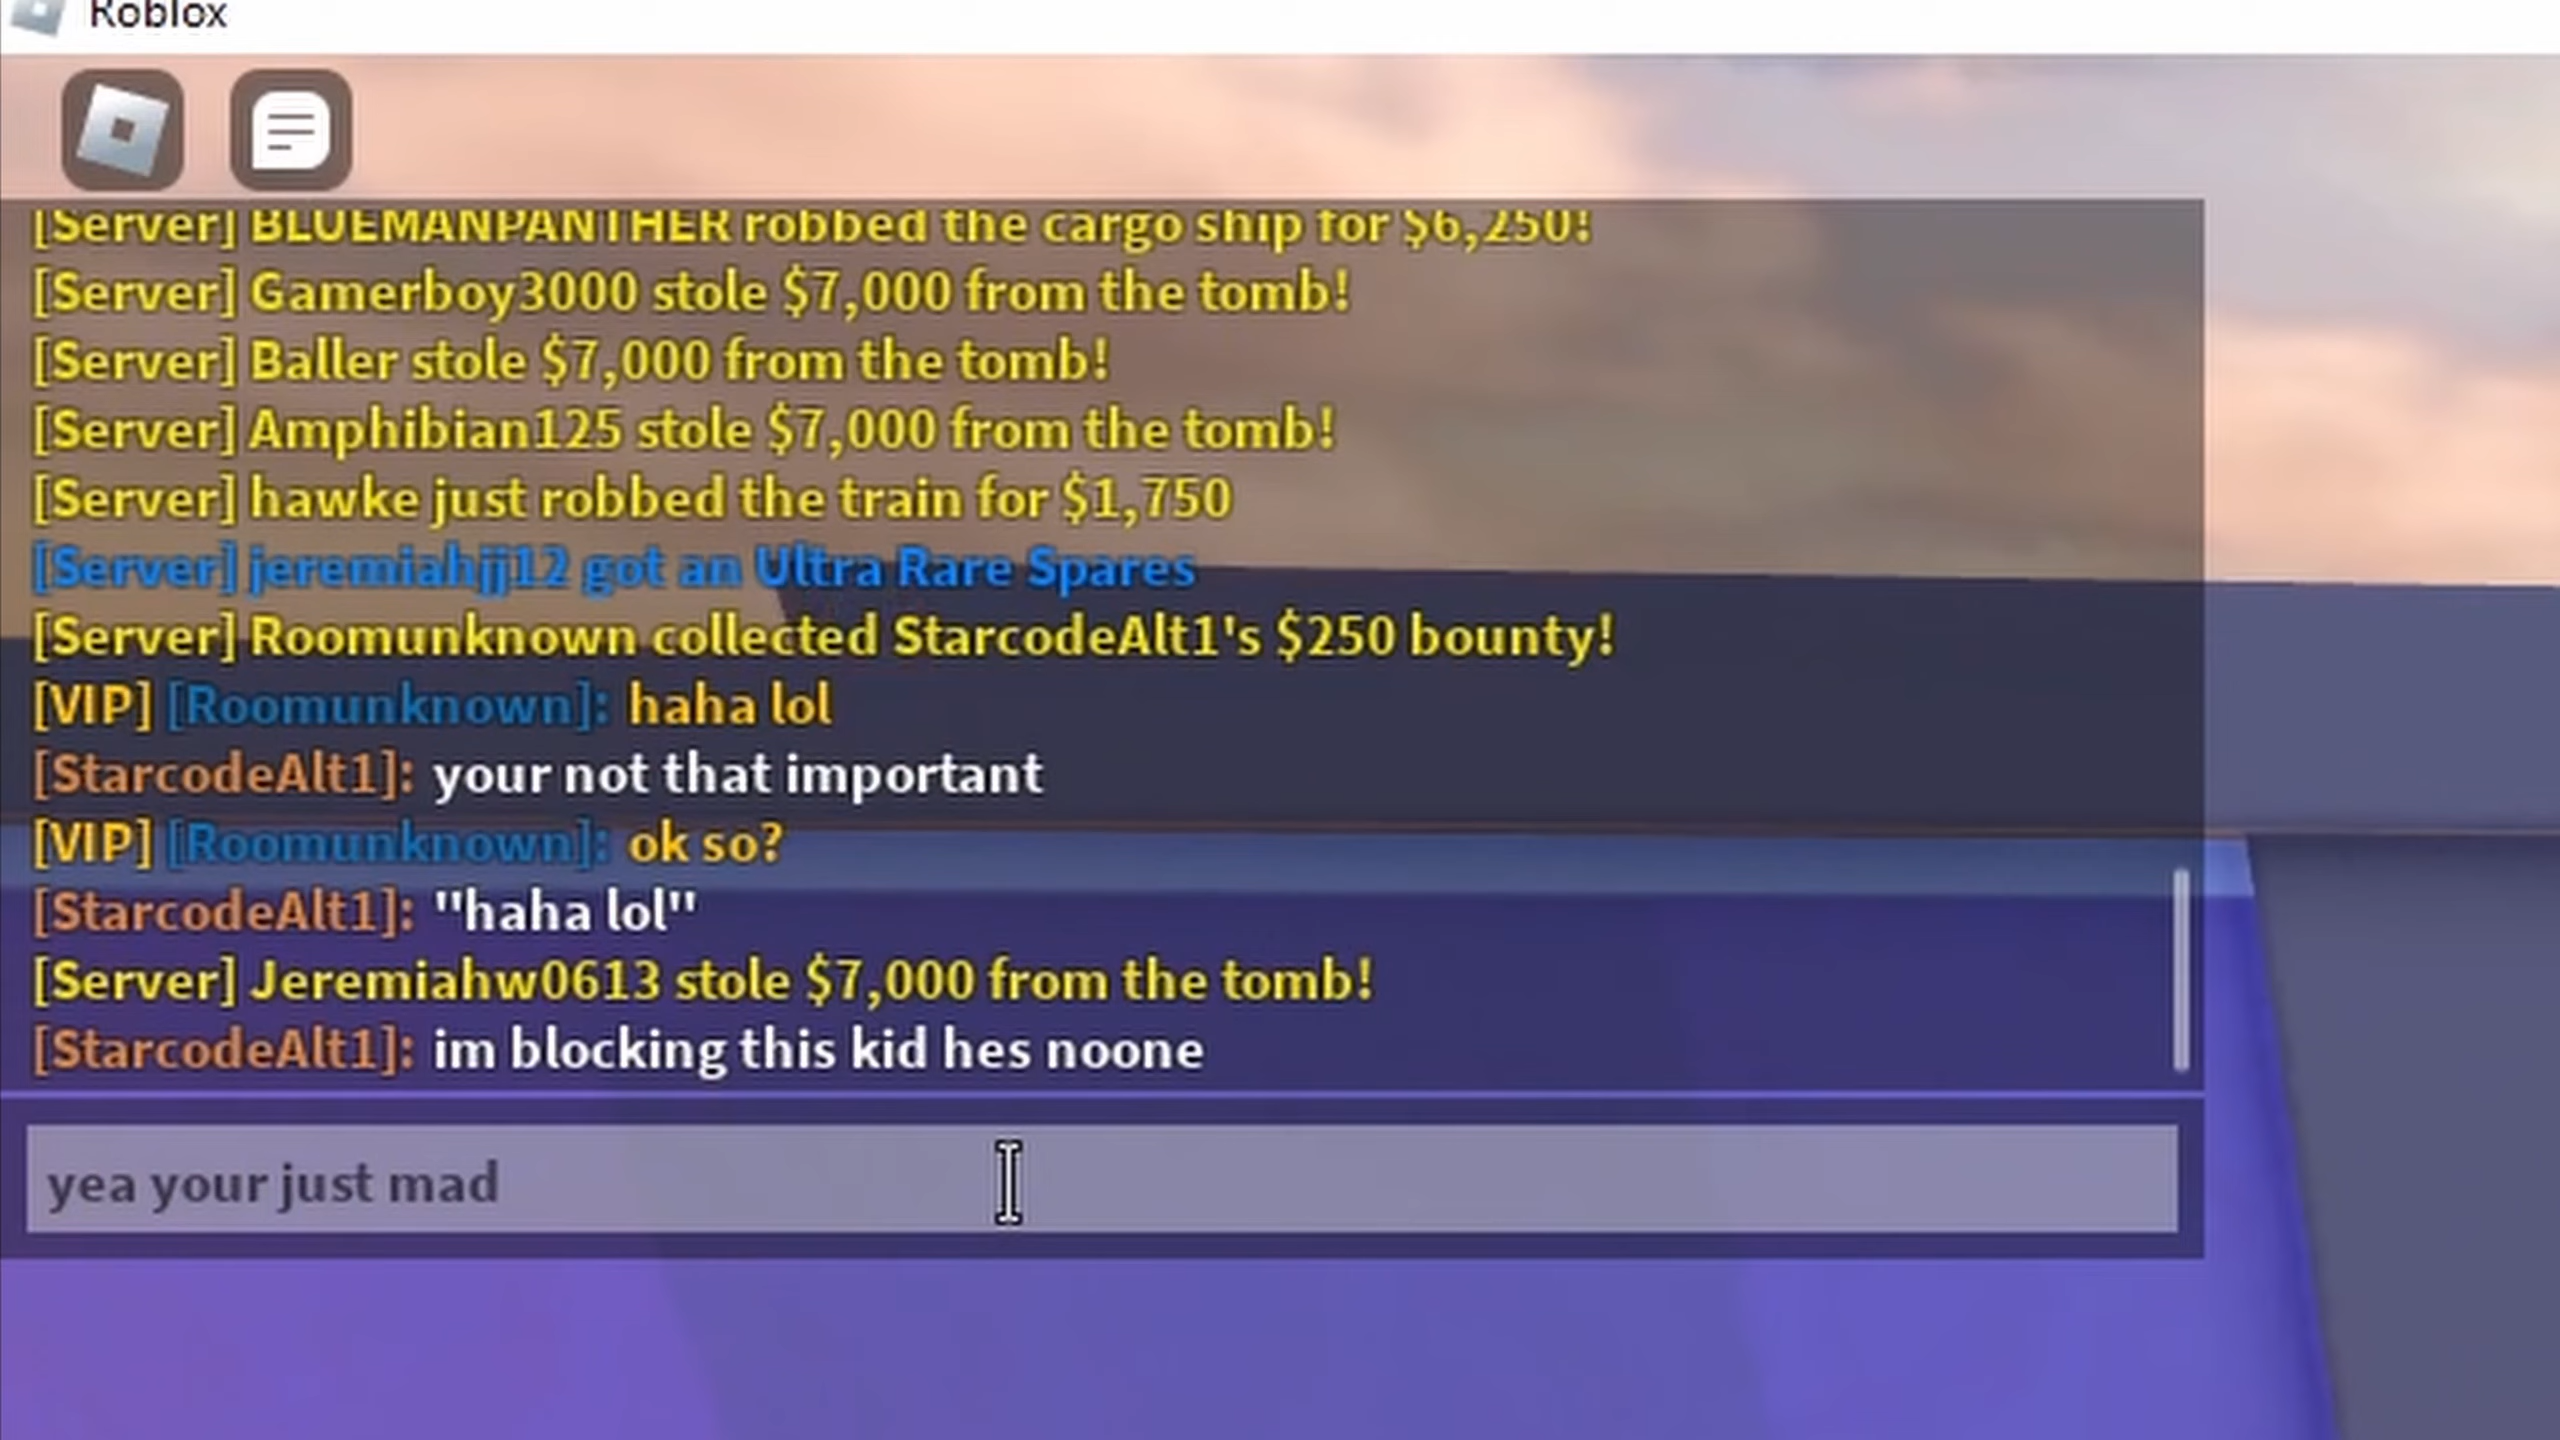 Roblox
[Server] BLUEMANPANTHER robbed the cargo ship for $6,250!
[Server] Gamerboy3000 stole $7,000 from the tomb!
[Server] Baller stole $7,000 from the tomb!
[Server] Amphibian125 stole $7,000 from the tomb!
[Server] hawke just robbed the train for $1,750
[Server] jeremiahjj12 got an Ultra Rare Spares
[Server] Roomunknown collected StarcodeAlt1's $250 bounty!
[VIP] [Roomunknown]: haha lol
[StarcodeAlt1]: your not that important
[VIP] [Roomunknown]: ok so?
[StarcodeAlt1]: "haha lol"
[Server] Jeremiahw0613 stole $7,000 from the tomb!
[StarcodeAlt1]: im blocking this kid hes noone
yea your just mad